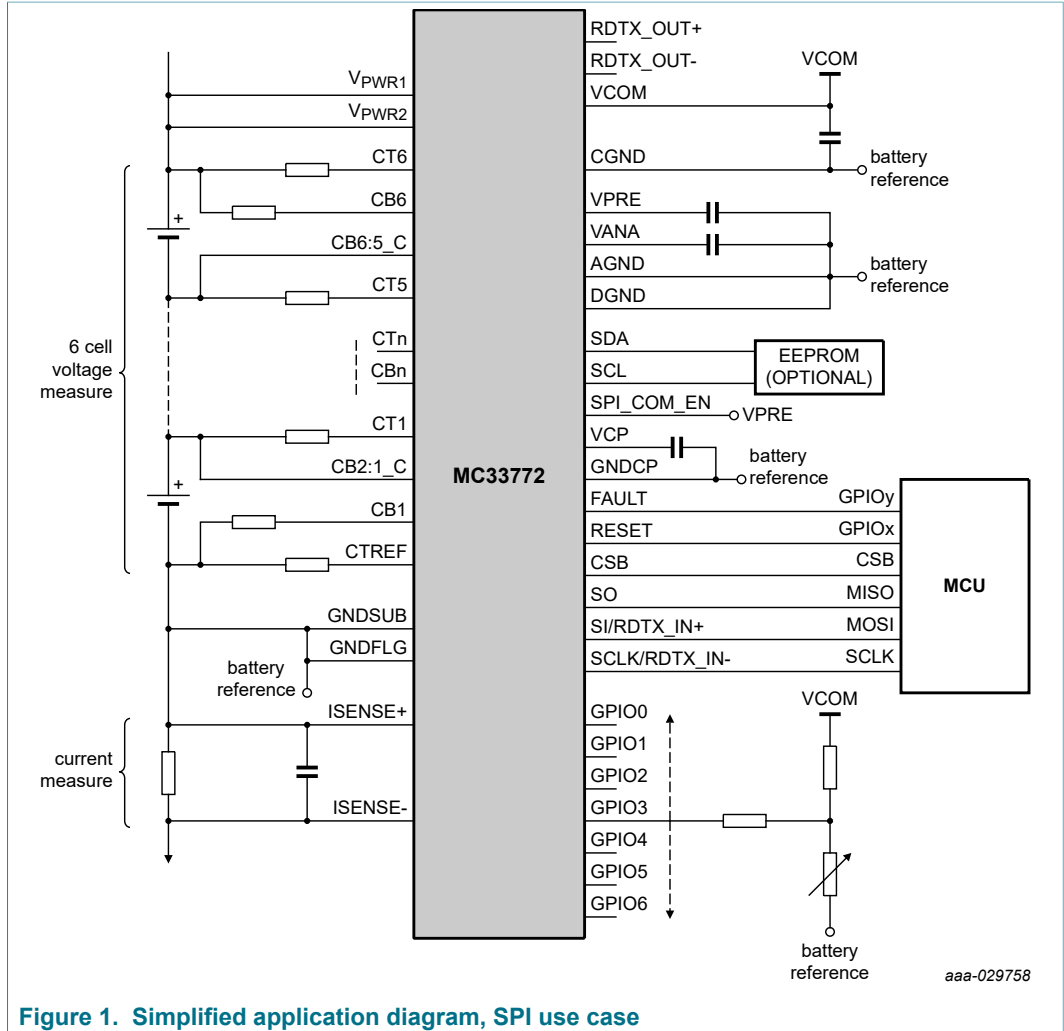 RDTX_OUT+
RDTX_OUT-
VCOM
VCOM
CGND
battery
reference
VPRE
VANA
AGND
DGND
battery
reference
SDA
SCL
EEPROM
(OPTIONAL)
SPI_COM_EN
VPRE
VCP
GNDCP
battery
reference
FAULT
RESET
CSB
SO
SI/RDTX_IN+
SCLK/RDTX_IN-
GPIOy
GPIOx
CSB
MISO
MOSI
SCLK
MCU
GPIO0
GPIO1
GPIO2
GPIO3
GPIO4
GPIO5
GPIO6
VCOM
battery
reference
MC33772
VPWR1
VPWR2
CT6
CB6
+
CB6:5_C
CT5
CTn
CBn
6 cell
voltage
measure
CT1
CB2:1_C
+
CB1
CTREF
GNDSUB
GNDFLG
battery
reference
ISENSE+
current
measure
ISENSE-
aaa-029758
Figure 1. Simplified application diagram, SPI use case